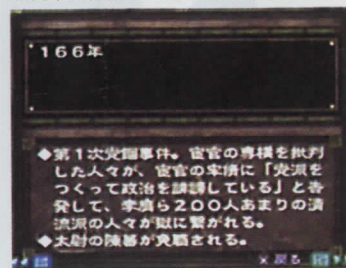 166年
◆第1次党錮事件。宦官の専横を批判
した人々が、宦官の牢脩に「党派を
つくって政治を誹謗している」と告
発して、李膺ら200人あまりの清
流派の人々が獄に繋がれる。
◆太尉の陳蕃が免職される。
×戻る